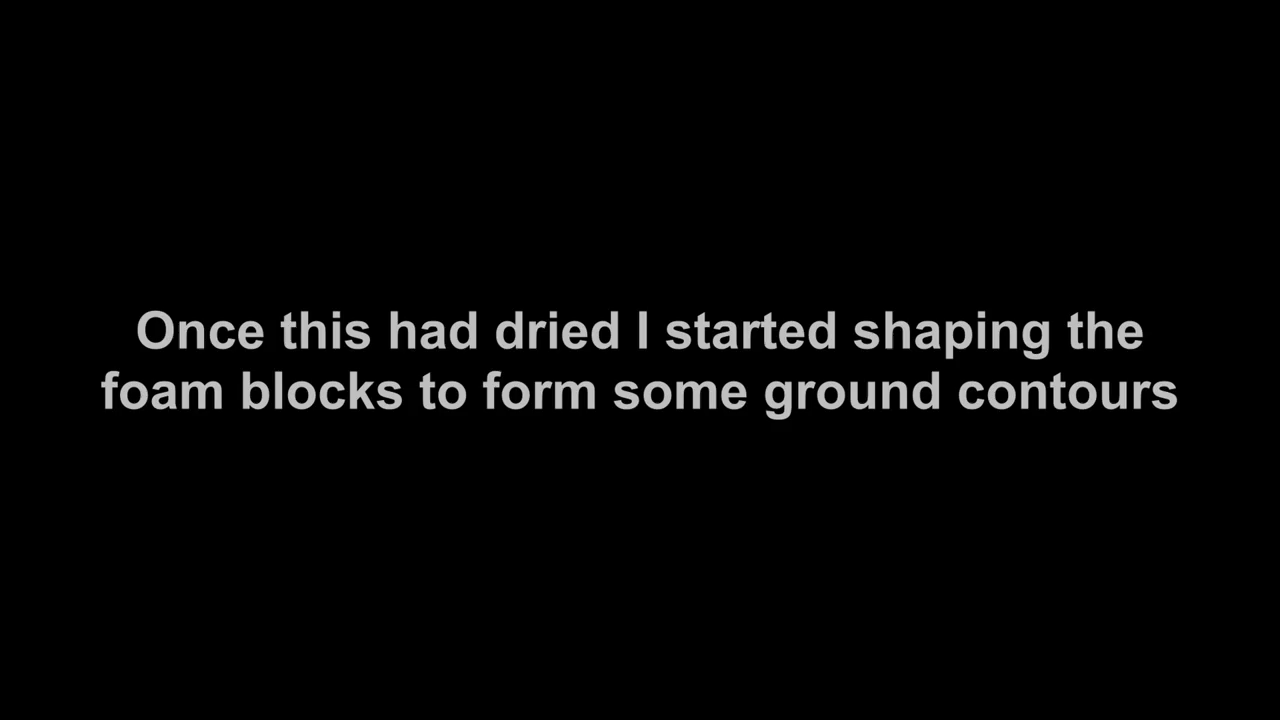 Once this had dried I started shaping the
foam blocks to form some ground contours